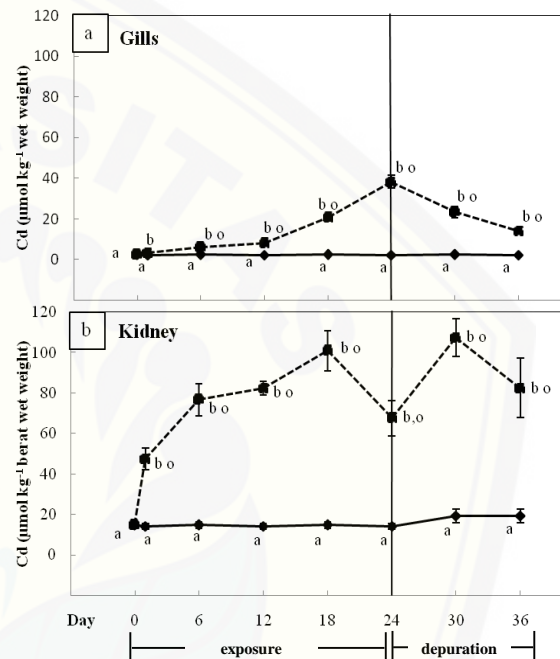 120
a Gills
100
80
60
40
20
0
Cd (µmol kg⁻¹ wet weight)
a b b o b o b o b o b o b o
a a a a a a a
120
b Kidney
100
80
60
40
20
0
Cd (µmol kg⁻¹ berat wet weight)
b o b o b o b o b,o b o b o
a a a a a a a a
Day 0 6 12 18 24 30 36
exposure depuration
SITAS